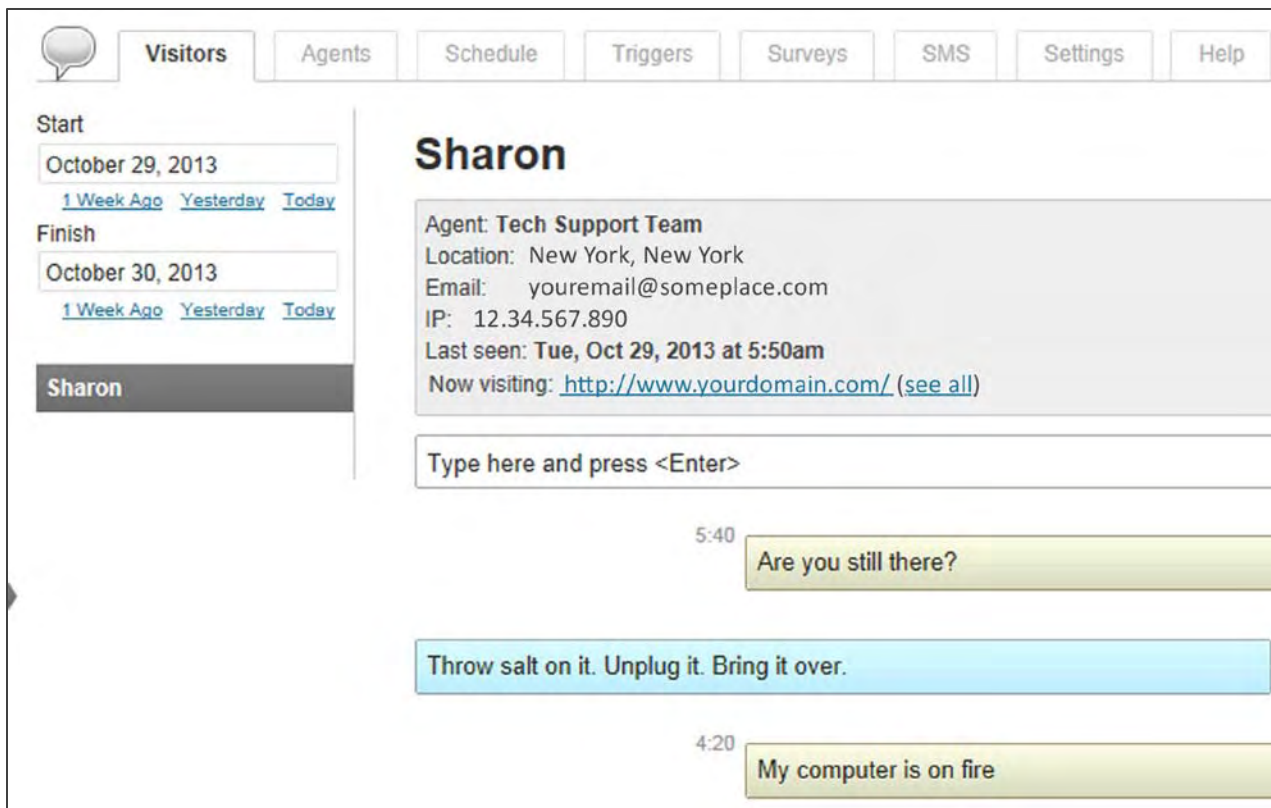 Visitors Agents Schedule Triggers Surveys SMS Settings Help
Start
October 29, 2013
1 Week Ago Yesterday Today
Finish
October 30, 2013
1 Week Ago Yesterday Today
Sharon
Sharon
Agent: Tech Support Team
Location: New York, New York
Email: youremail@someplace.com
IP: 12.34.567.890
Last seen: Tue, Oct 29, 2013 at 5:50am
Now visiting: http://www.yourdomain.com/ (see all)
Type here and press <Enter>
5:40
Are you still there?
Throw salt on it. Unplug it. Bring it over.
4:20
My computer is on fire